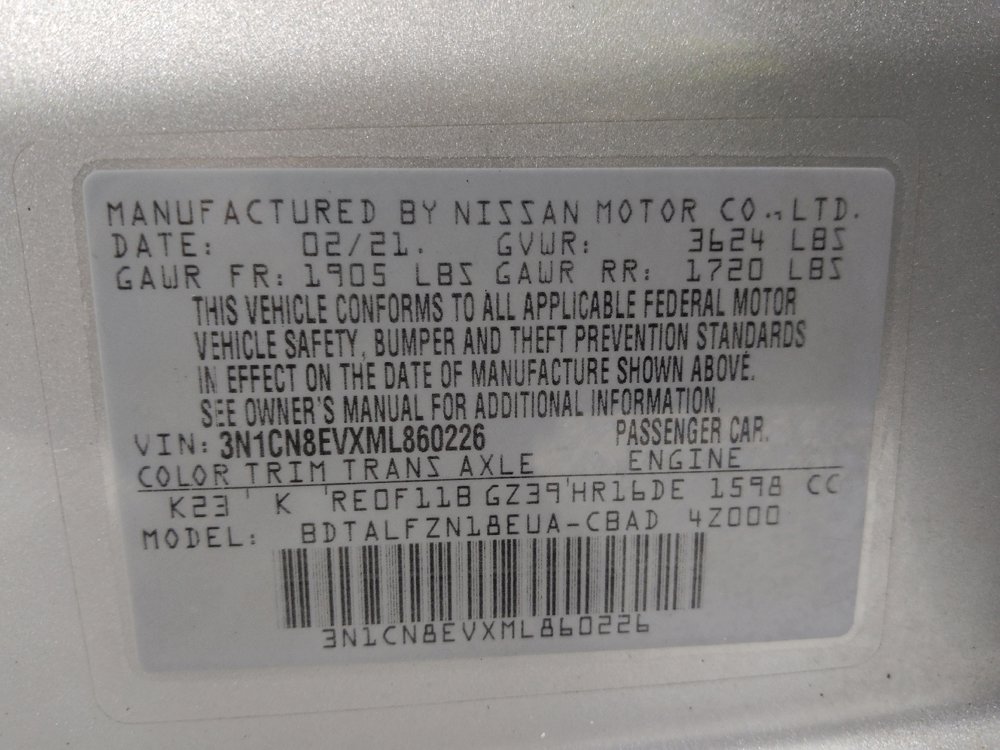 MANUFACTURED BY NISSAN MOTOR CO., LTD.
DATE: 02/21. GVWR: 3624 LBS
GAWR FR: 1905 LBS GAWR RR: 1720 LBS
THIS VEHICLE CONFORMS TO ALL APPLICABLE FEDERAL MOTOR
VEHICLE SAFETY, BUMPER AND THEFT PREVENTION STANDARDS
IN EFFECT ON THE DATE OF MANUFACTURE SHOWN ABOVE.
SEE OWNER'S MANUAL FOR ADDITIONAL INFORMATION.
VIN: 3N1CN8EVXML860226 PASSENGER CAR.
COLOR TRIM TRANS AXLE ENGINE
K23 ' K 'RE0F11B GZ39'HR16DE 1598 CC
MODEL: BDTALFZN18EUA-CBAD 4Z000
3N1CN8EVXML860226